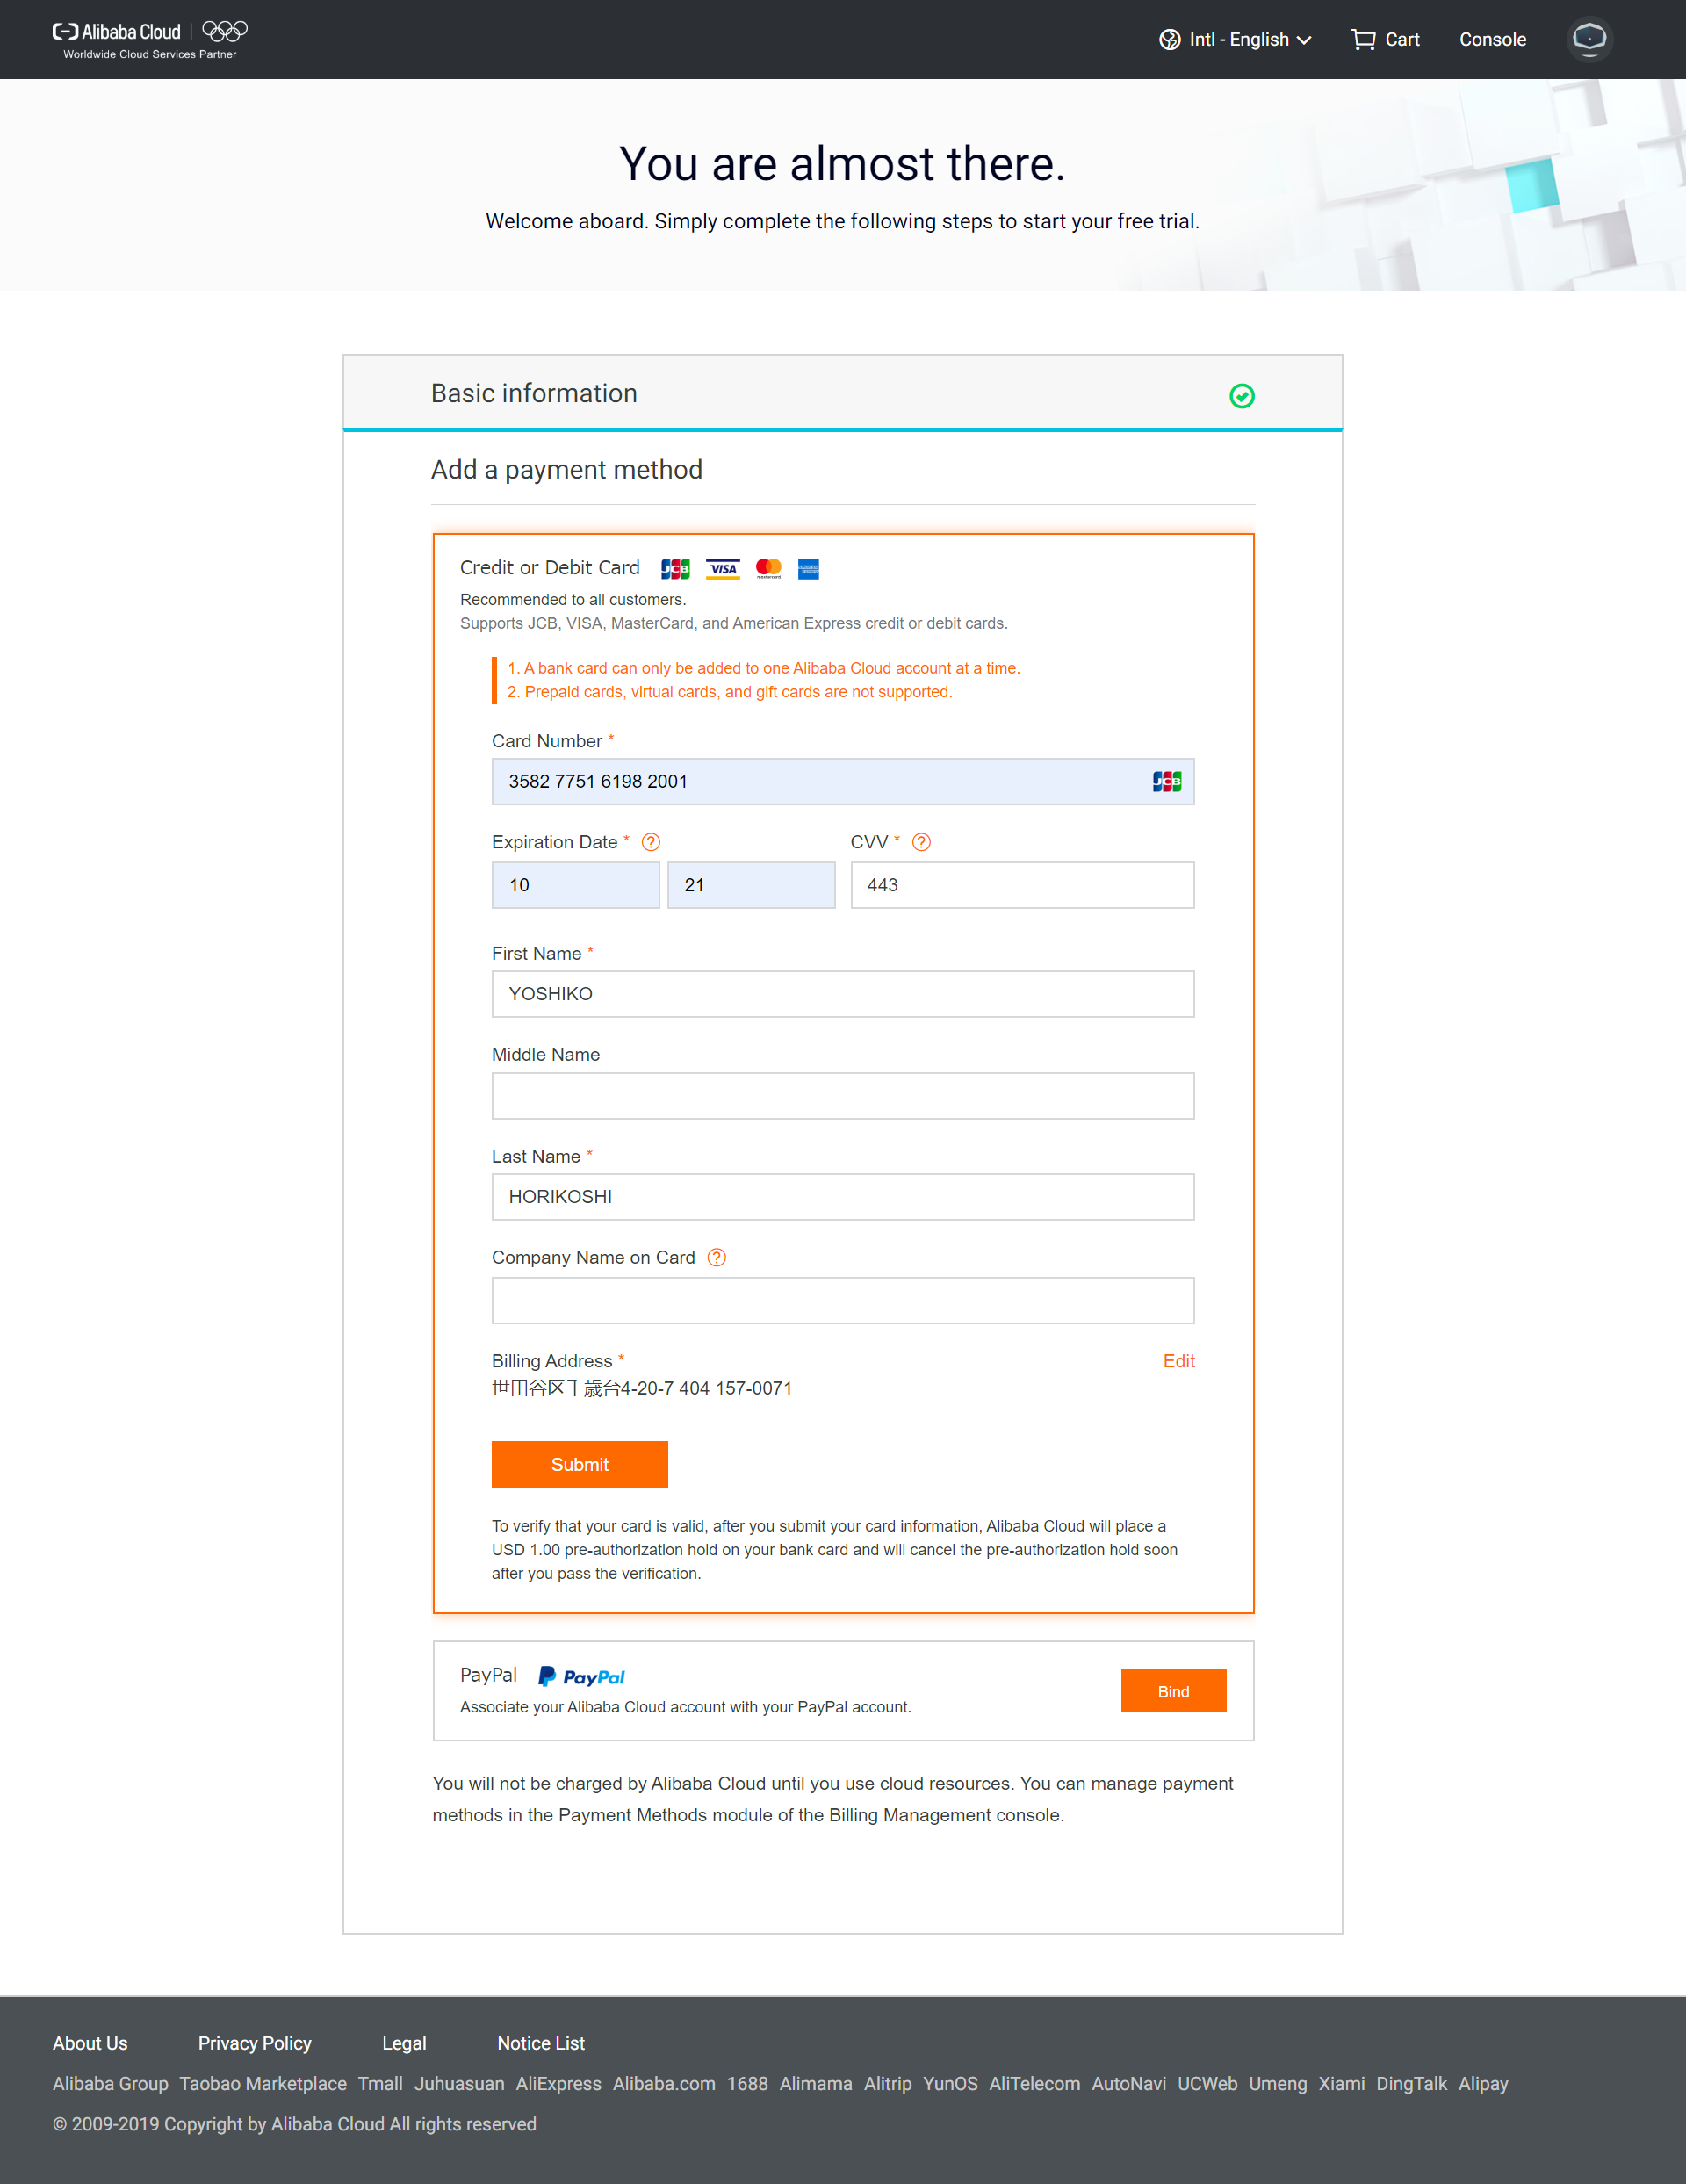 Alibaba Cloud
Worldwide Cloud Services Partner
Intl - English
Cart
Console
You are almost there.
Welcome aboard. Simply complete the following steps to start your free trial.
Basic information
Add a payment method
Credit or Debit Card JCB VISA
Recommended to all customers.
Supports JCB, VISA, MasterCard, and American Express credit or debit cards.
1. A bank card can only be added to one Alibaba Cloud account at a time.
2. Prepaid cards, virtual cards, and gift cards are not supported.
Card Number *
3582 7751 6198 2001 JCB
Expiration Date * ? CVV * ?
10 21 443
First Name *
YOSHIKO
Middle Name
Last Name *
HORIKOSHI
Company Name on Card ?
Billing Address * Edit
世田谷区千歳台4-20-7 404 157-0071
Submit
To verify that your card is valid, after you submit your card information, Alibaba Cloud will place a
USD 1.00 pre-authorization hold on your bank card and will cancel the pre-authorization hold soon
after you pass the verification.
PayPal PayPal
Bind
Associate your Alibaba Cloud account with your PayPal account.
You will not be charged by Alibaba Cloud until you use cloud resources. You can manage payment
methods in the Payment Methods module of the Billing Management console.
About Us Privacy Policy Legal Notice List
Alibaba Group Taobao Marketplace Tmall Juhuasuan AliExpress Alibaba.com 1688 Alimama Alitrip YunOS AliTelecom AutoNavi UCWeb Umeng Xiami DingTalk Alipay
© 2009-2019 Copyright by Alibaba Cloud All rights reserved